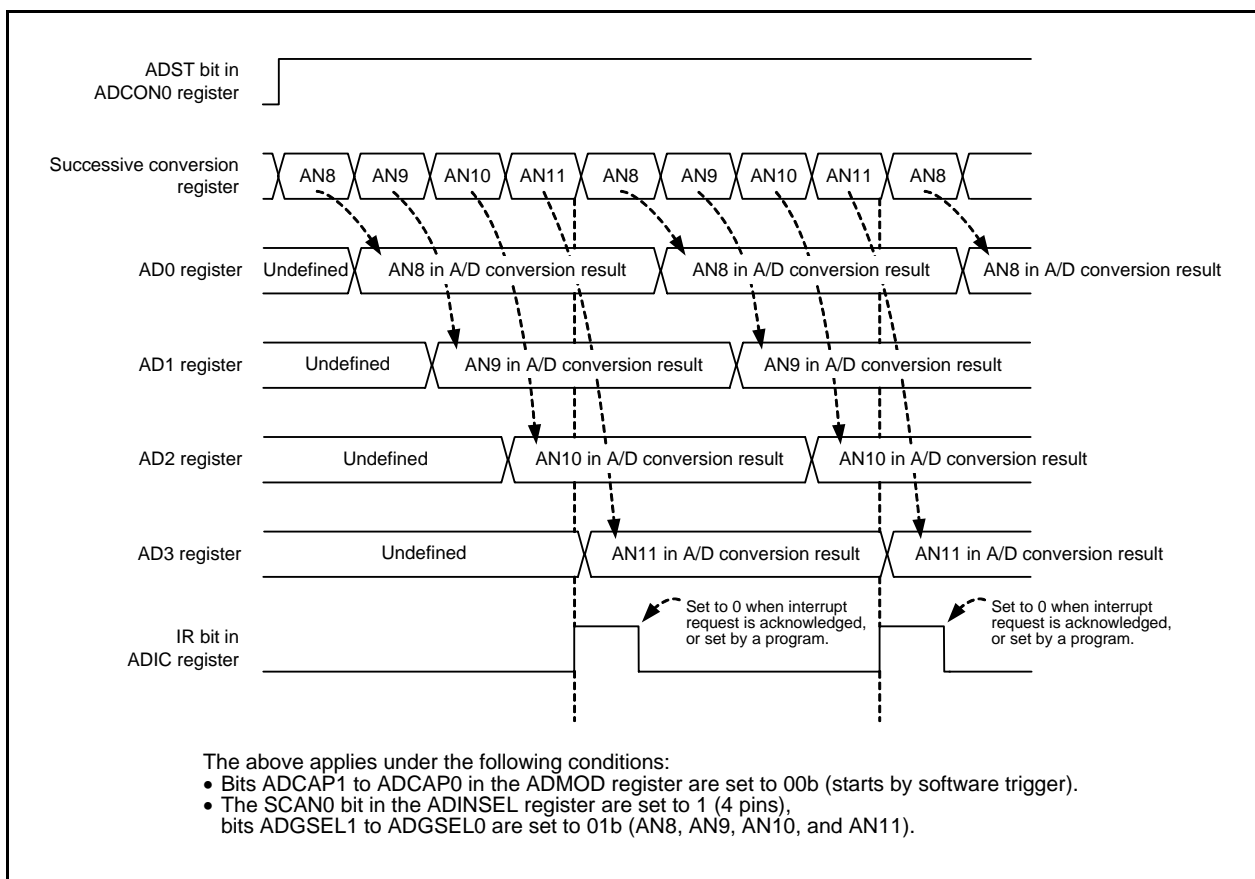 ADST bit in
ADCON0 register
Successive conversion
register
AN8 AN9 AN10 AN11 AN8 AN9 AN10 AN11 AN8
AD0 register
Undefined AN8 in A/D conversion result AN8 in A/D conversion result AN8 in A/D conversion result
AD1 register
Undefined AN9 in A/D conversion result AN9 in A/D conversion result
AD2 register
Undefined AN10 in A/D conversion result AN10 in A/D conversion result
AD3 register
Undefined AN11 in A/D conversion result AN11 in A/D conversion result
IR bit in
ADIC register
Set to 0 when interrupt
request is acknowledged,
or set by a program.
Set to 0 when interrupt
request is acknowledged,
or set by a program.
The above applies under the following conditions:
• Bits ADCAP1 to ADCAP0 in the ADMOD register are set to 00b (starts by software trigger).
• The SCAN0 bit in the ADINSEL register are set to 1 (4 pins),
bits ADGSEL1 to ADGSEL0 are set to 01b (AN8, AN9, AN10, and AN11).